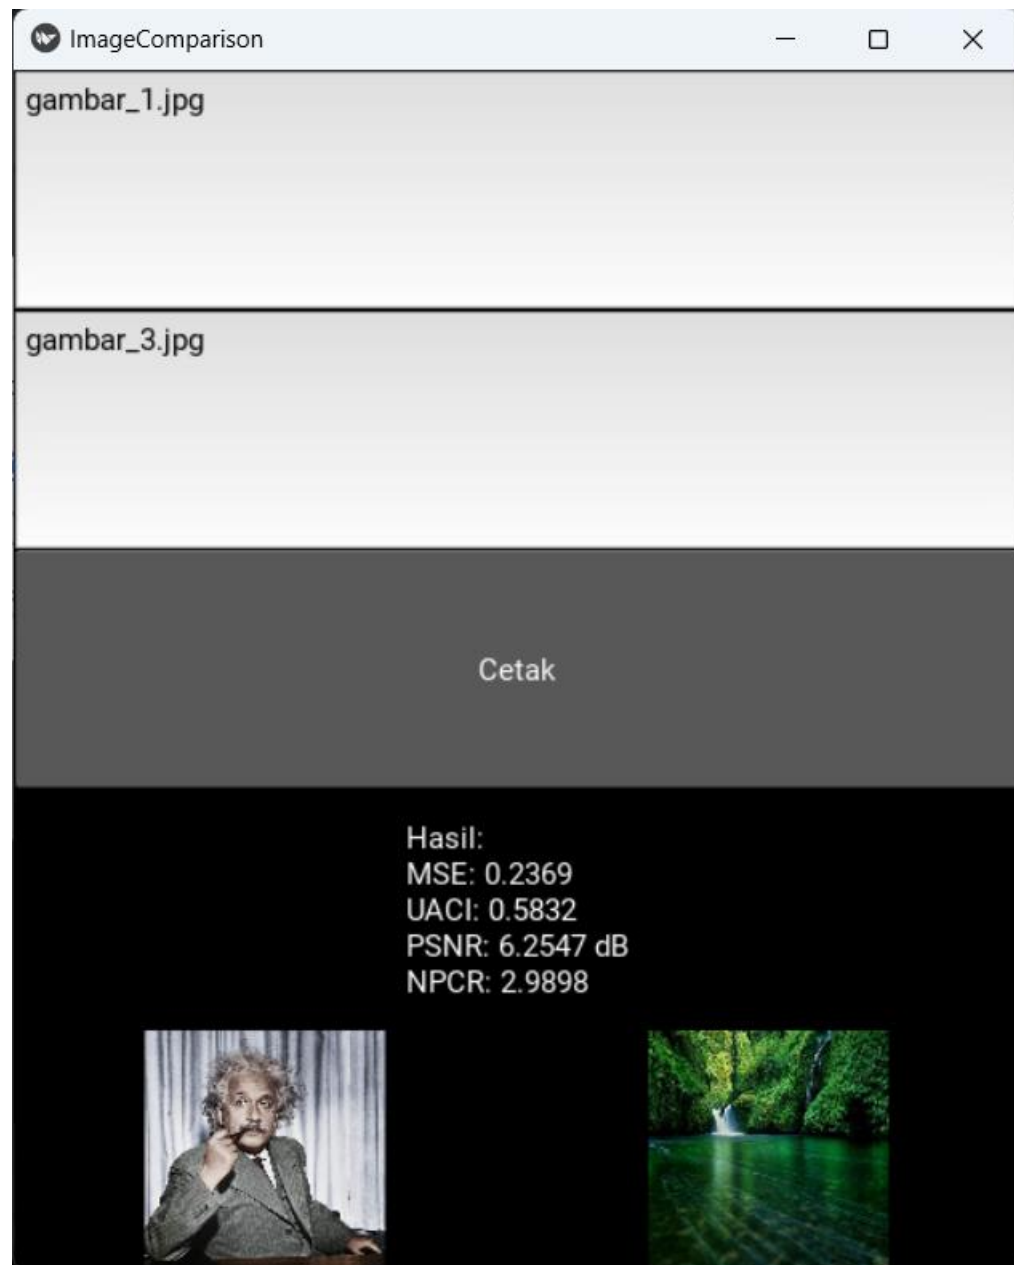 ImageComparison
gambar_1.jpg
gambar_3.jpg
Cetak
Hasil:
MSE: 0.2369
UACI: 0.5832
PSNR: 6.2547 dB
NPCR: 2.9898